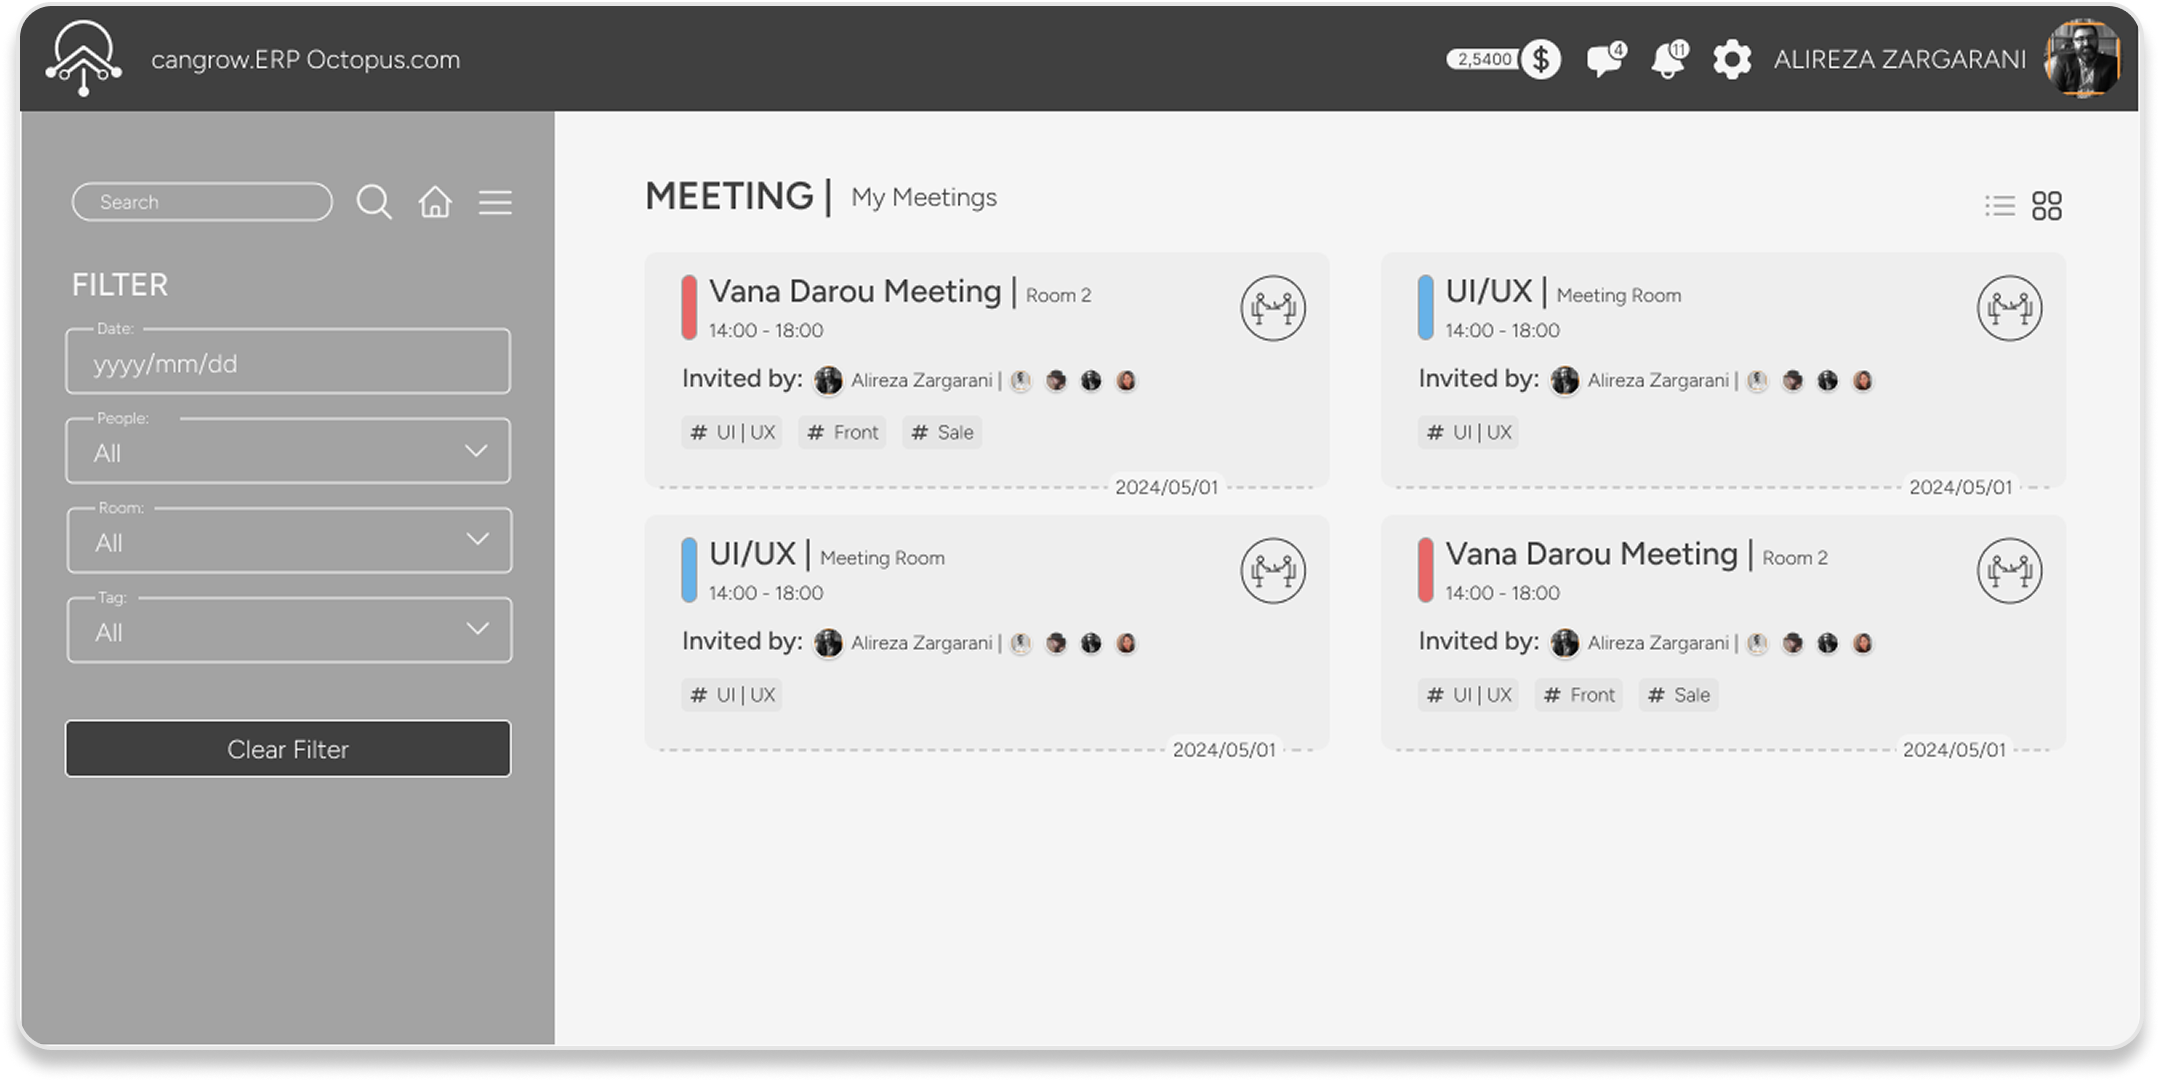 cangrow.ERP Octopus.com
2,5400
$
4
11
ALIREZA ZARGARANI
Search
FILTER
Date:
yyyy/mm/dd
People:
All
Room:
All
Tag:
All
Clear Filter
MEETING | My Meetings
Vana Darou Meeting | Room 2
14:00 - 18:00
Invited by: Alireza Zargarani |
# UI | UX # Front # Sale
2024/05/01
UI/UX | Meeting Room
14:00 - 18:00
Invited by: Alireza Zargarani |
# UI | UX
2024/05/01
UI/UX | Meeting Room
14:00 - 18:00
Invited by: Alireza Zargarani |
# UI | UX
2024/05/01
Vana Darou Meeting | Room 2
14:00 - 18:00
Invited by: Alireza Zargarani |
# UI | UX # Front # Sale
2024/05/01